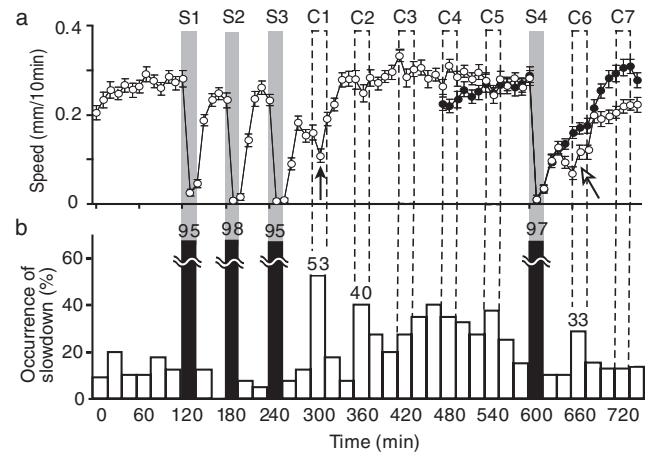 a
S1 S2 S3 C1 C2 C3 C4 C5 S4 C6 C7
0.4
0.2
0
Speed (mm/10min)
b
95 98 95 53 40 97 33
60
40
20
0
Occurrence of
slowdown (%)
0 60 120 180 240 300 360 420 480 540 600 660 720
Time (min)